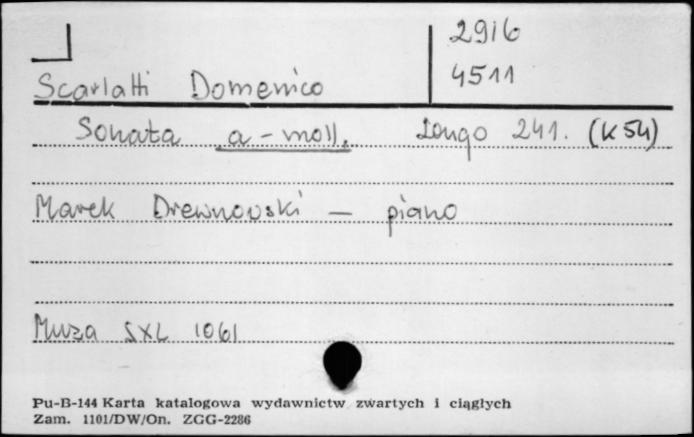 2916
4511
Scarlatti Domenico
Sonata a-moll, Longo 241. (K 54)
Marek Drewnowski — piano
Muza SXL 1061
Pu-B-144 Karta katalogowa wydawnictw zwartych i ciągłych
Zam. 1101/DW/On. ZGG-2286